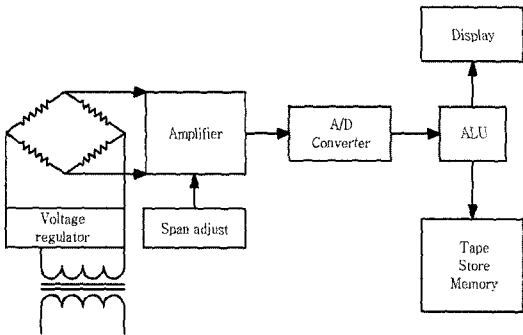 Display
Amplifier
A/D
Converter
ALU
Voltage
regulator
Span adjust
Tape
Store
Memory